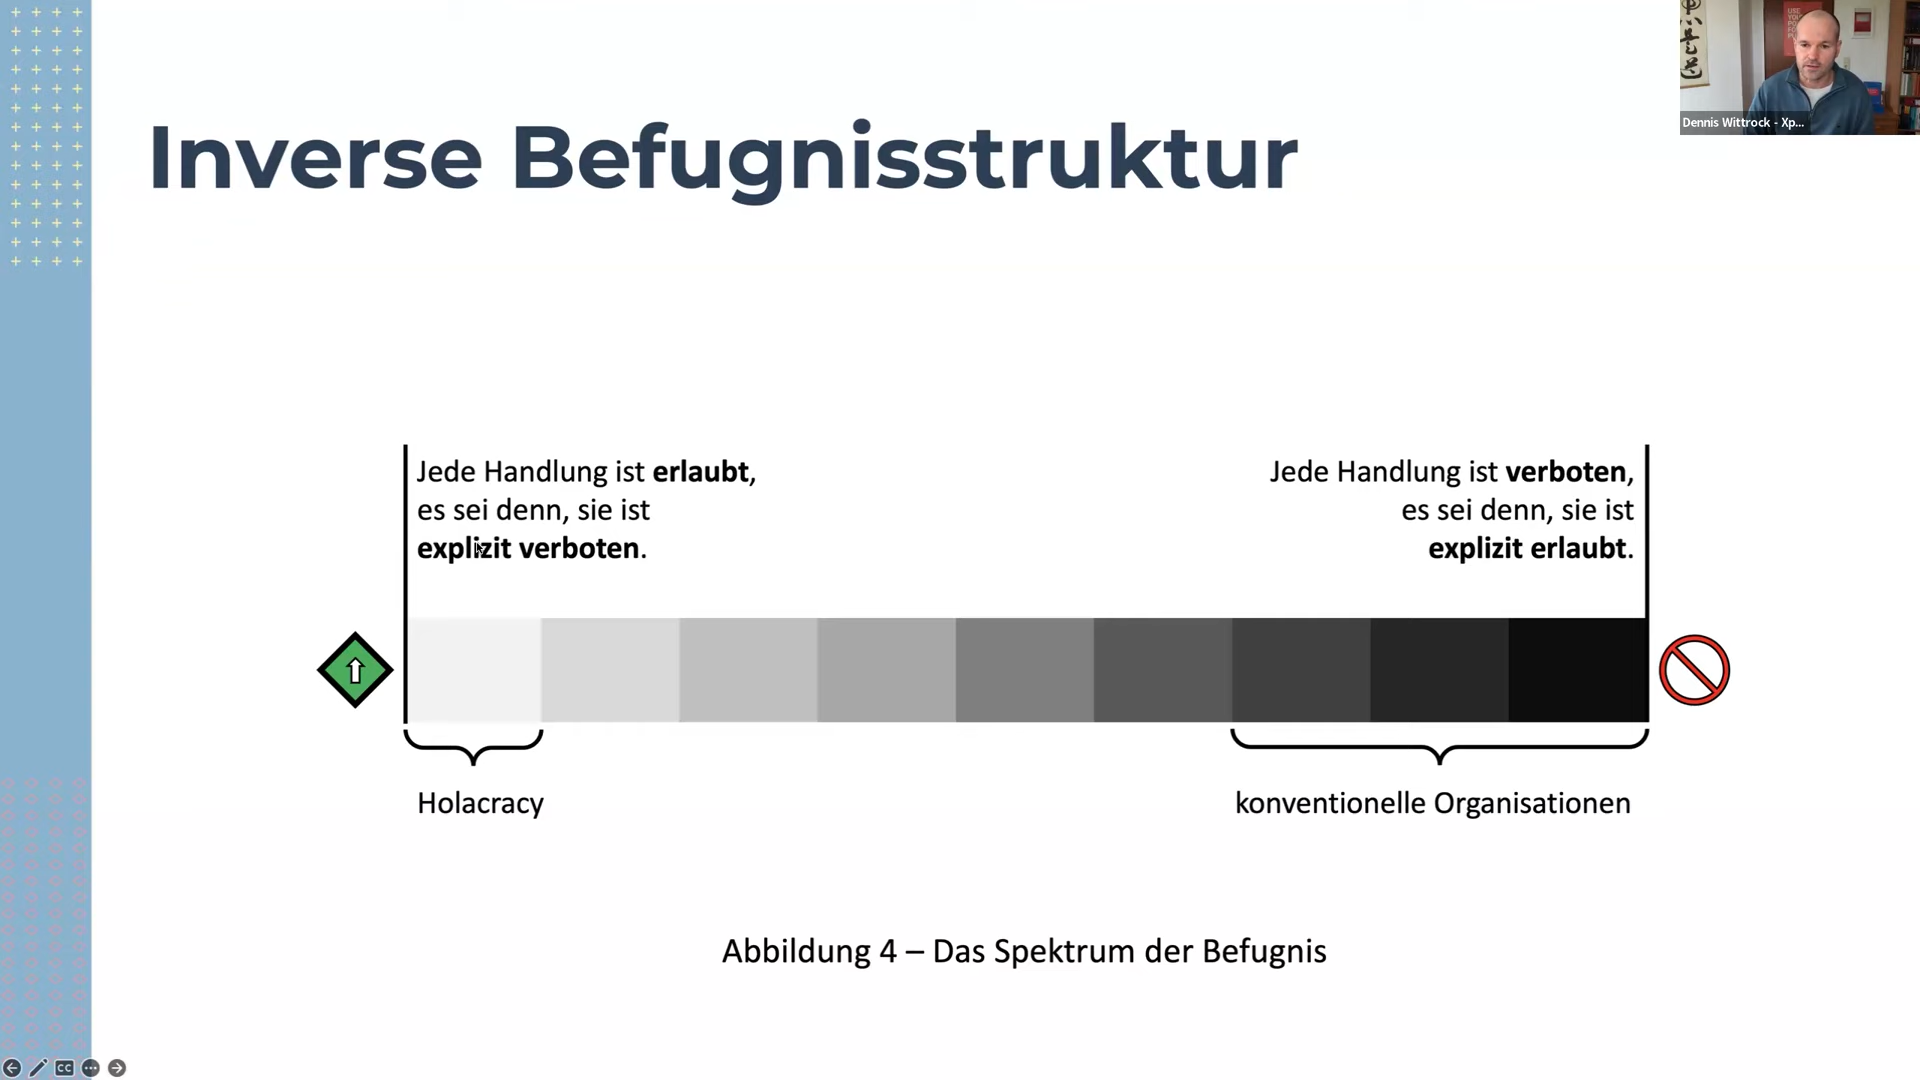 Inverse Befugnisstruktur
Dennis Wittrock - Xp...
Jede Handlung ist erlaubt,
es sei denn, sie ist
explizit verboten.
Jede Handlung ist verboten,
es sei denn, sie ist
explizit erlaubt.
Holacracy
konventionelle Organisationen
Abbildung 4 – Das Spektrum der Befugnis
CC